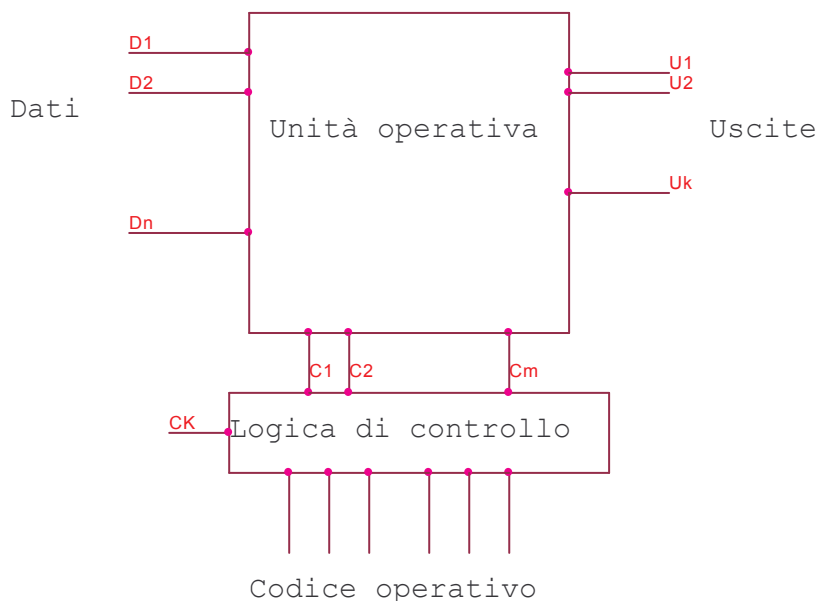 D1
U1
D2
U2
Dati
Unità operativa
Uscite
Uk
Dn
C1
C2
Cm
CK
Logica di controllo
Codice operativo